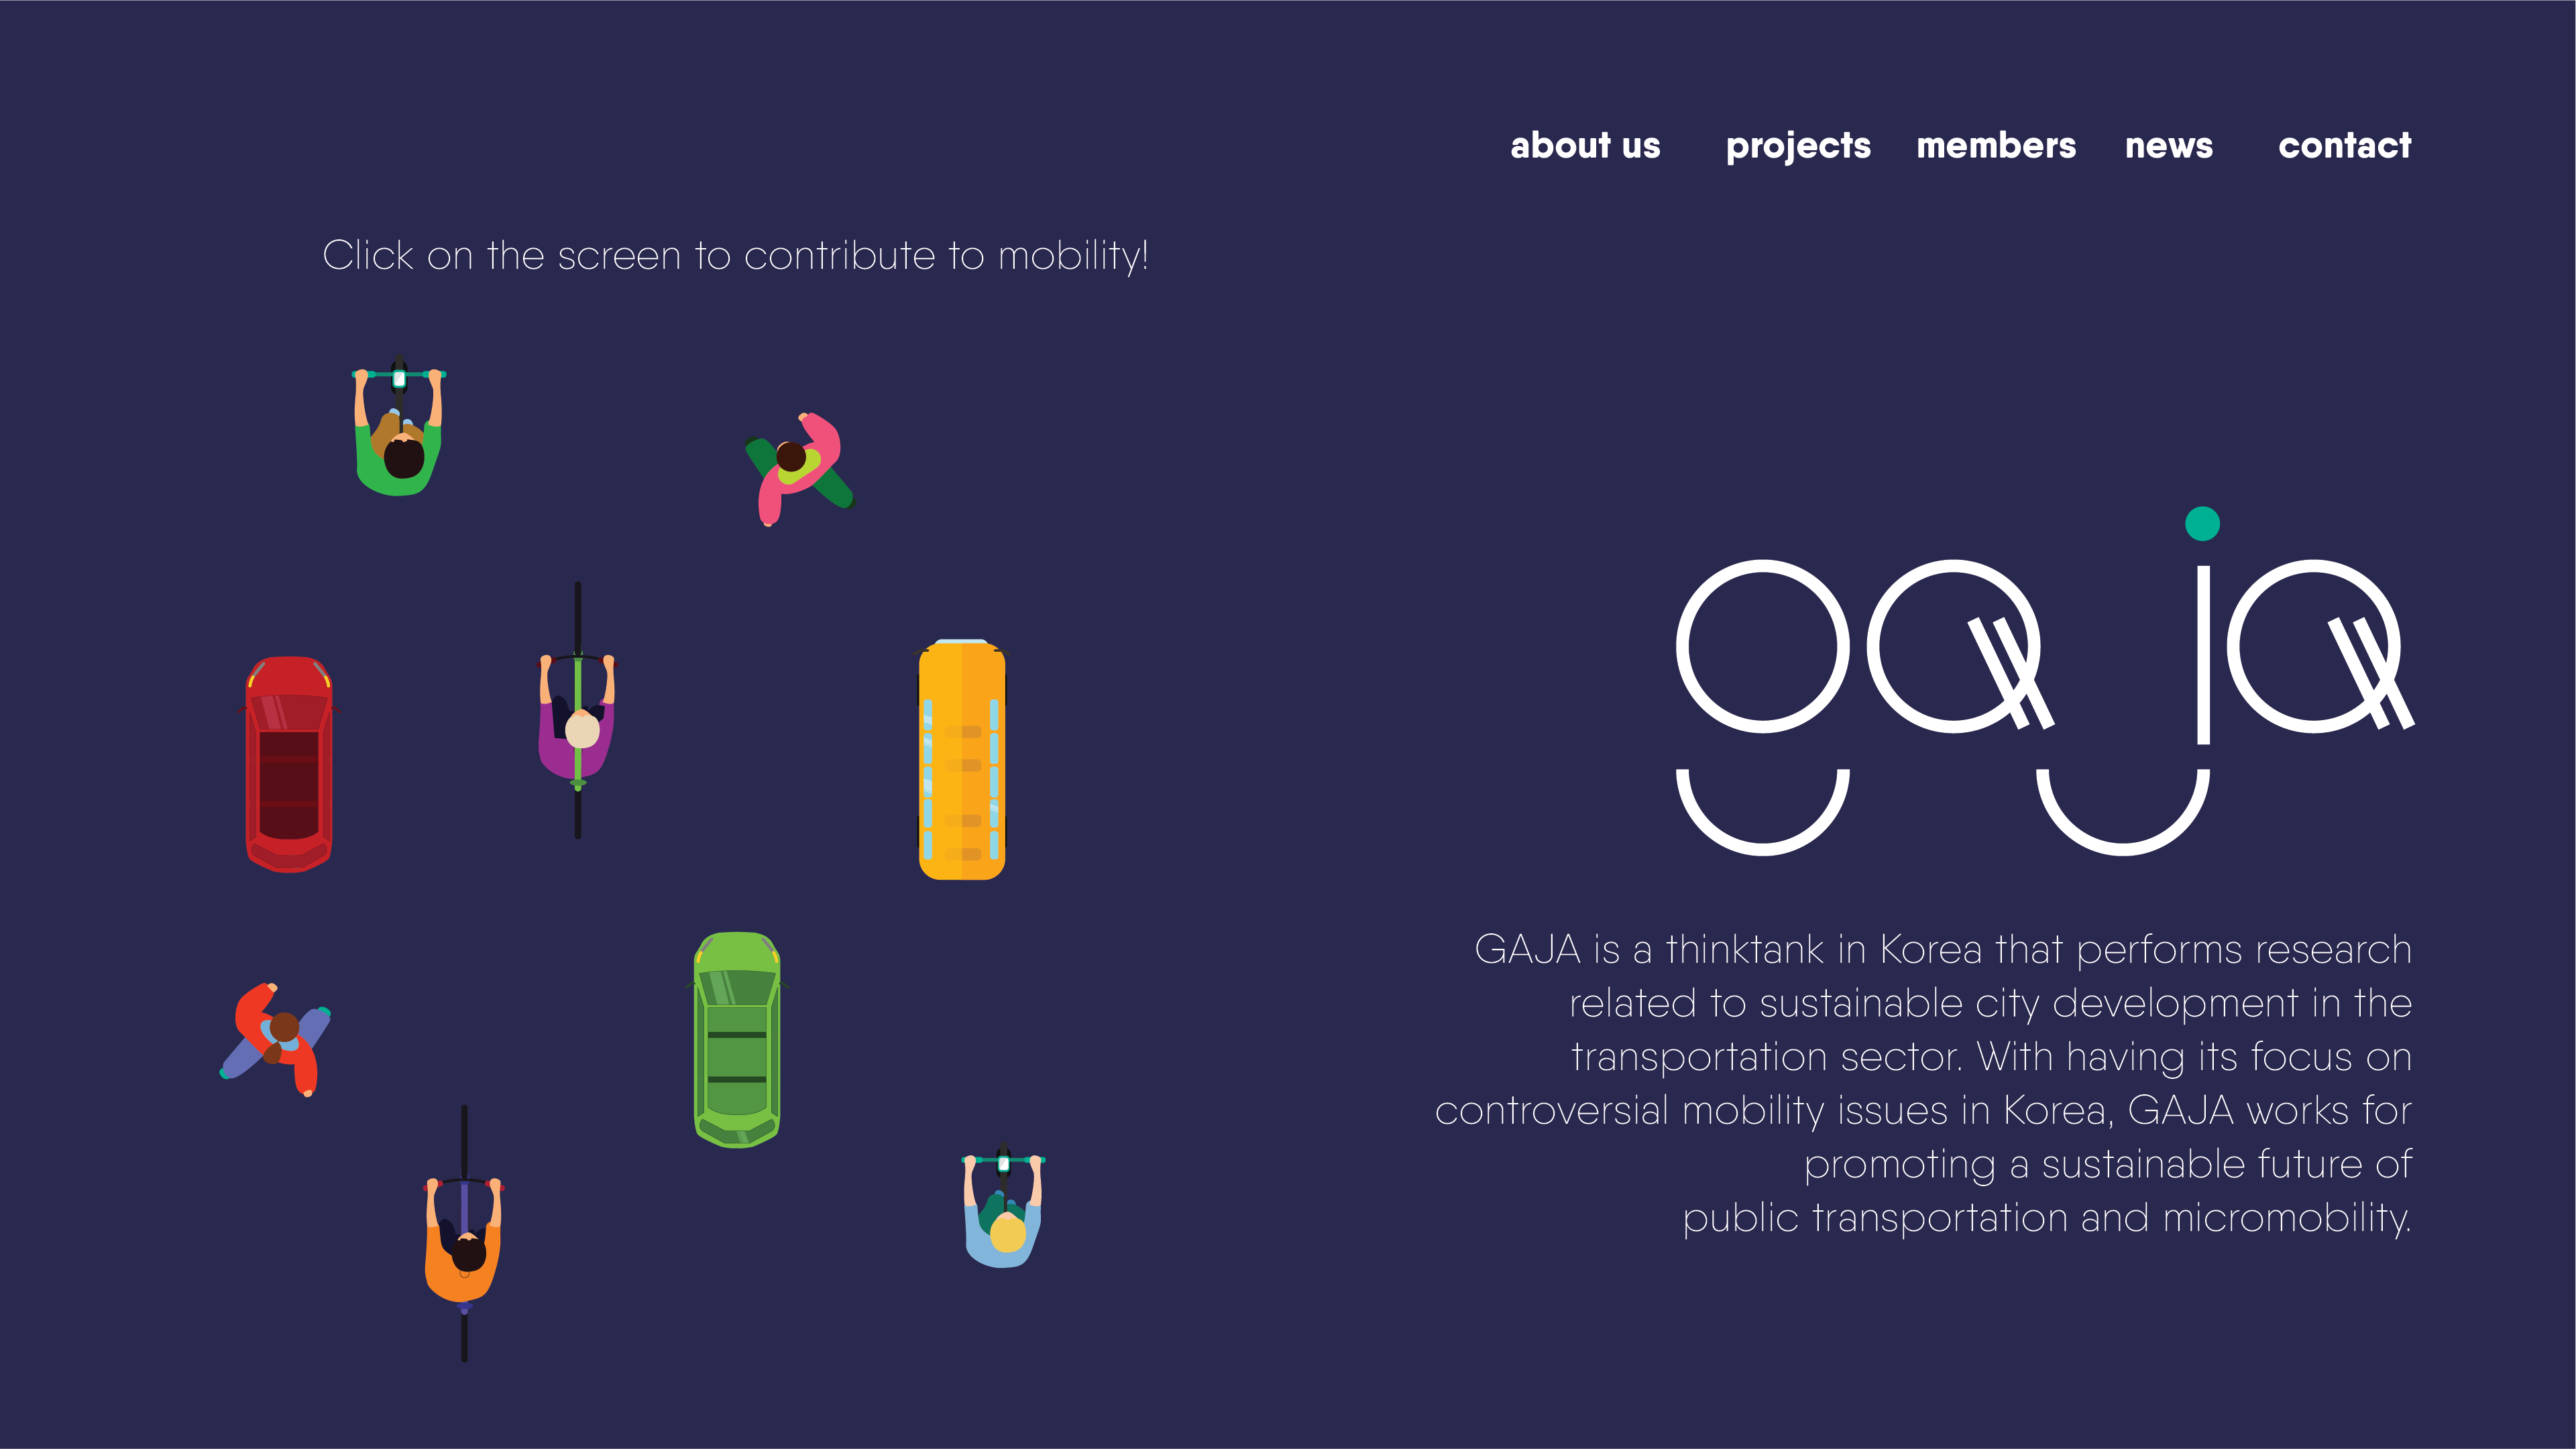 about us projects members news contact
Click on the screen to contribute to mobility!
gaja
GAJA is a thinktank in Korea that performs research
related to sustainable city development in the
transportation sector. With having its focus on
controversial mobility issues in Korea, GAJA works for
promoting a sustainable future of
public transportation and micromobility.